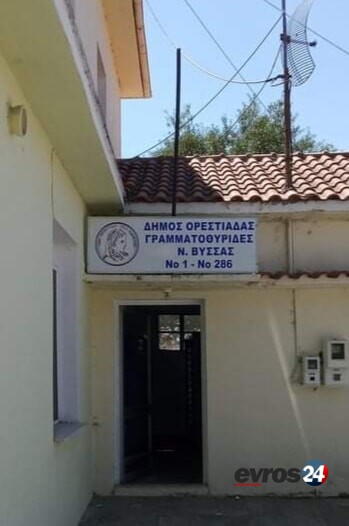 ΔΗΜΟΣ ΟΡΕΣΤΙΑΔΑΣ
ΓΡΑΜΜΑΤΟΘΥΡΙΔΕΣ
Ν. ΒΥΣΣΑΣ
Νο 1 - Νο 286
evros24